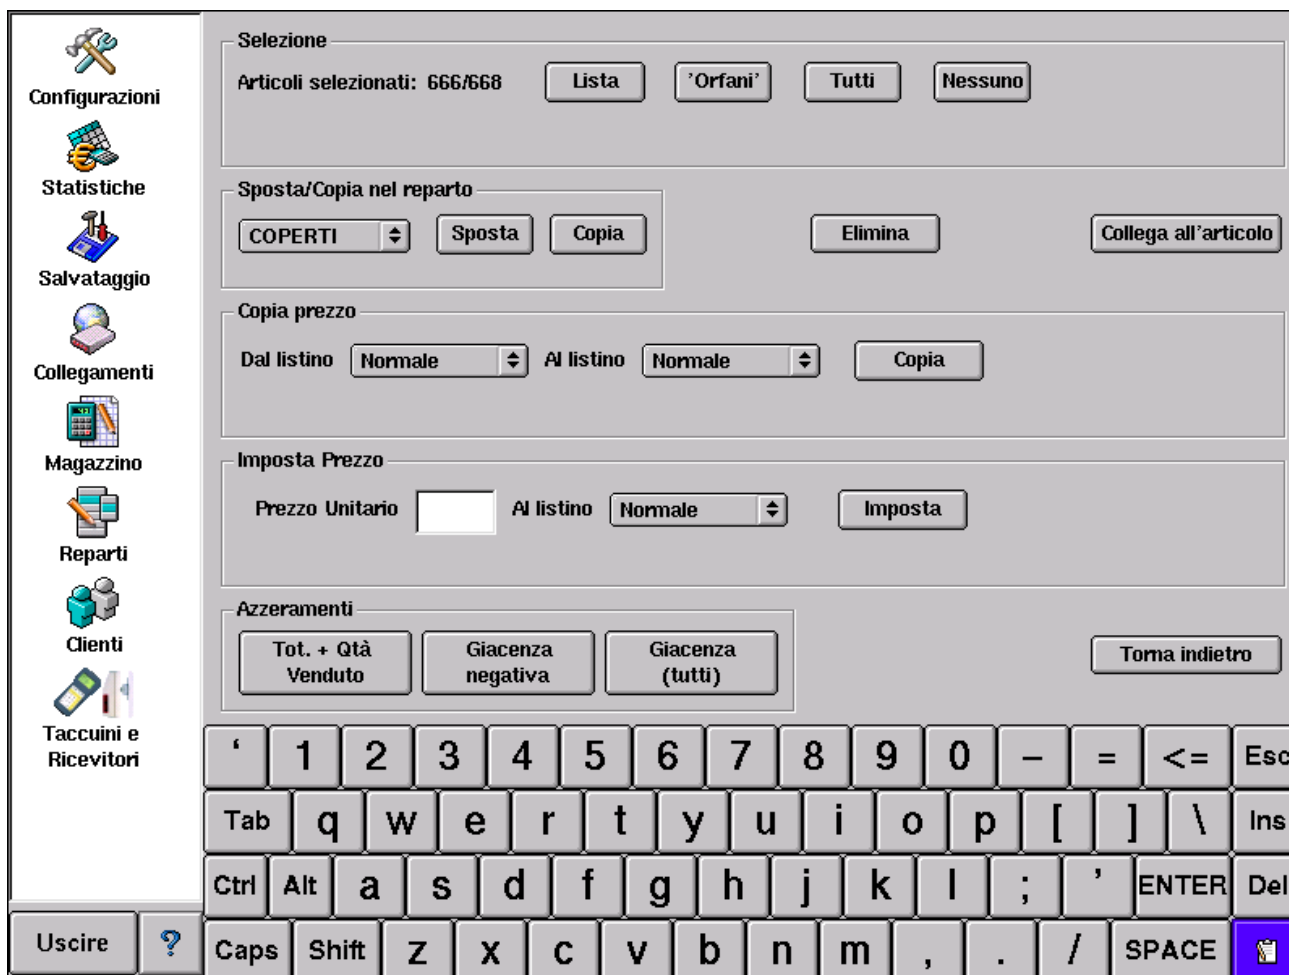 Configurazioni
Statistiche
Salvataggio
Collegamenti
Magazzino
Reparti
Clienti
Taccuini e
Ricevitori
Uscire ?
Selezione
Articoli selezionati: 666/668 Lista 'Orfani' Tutti Nessuno
Sposta/Copia nel reparto
COPERTI Sposta Copia Elimina Collega all'articolo
Copia prezzo
Dal listino Normale Al listino Normale Copia
Imposta Prezzo
Prezzo Unitario Al listino Normale Imposta
Azzeramenti
Tot. + Qtà
Venduto
Giacenza
negativa
Giacenza
(tutti)
Torna indietro
‘ 1 2 3 4 5 6 7 8 9 0 – = <= Esc
Tab q w e r t y u i o p [ ] \ Ins
Ctrl Alt a s d f g h j k l ; ’ ENTER Del
Caps Shift z x c v b n m , . / SPACE